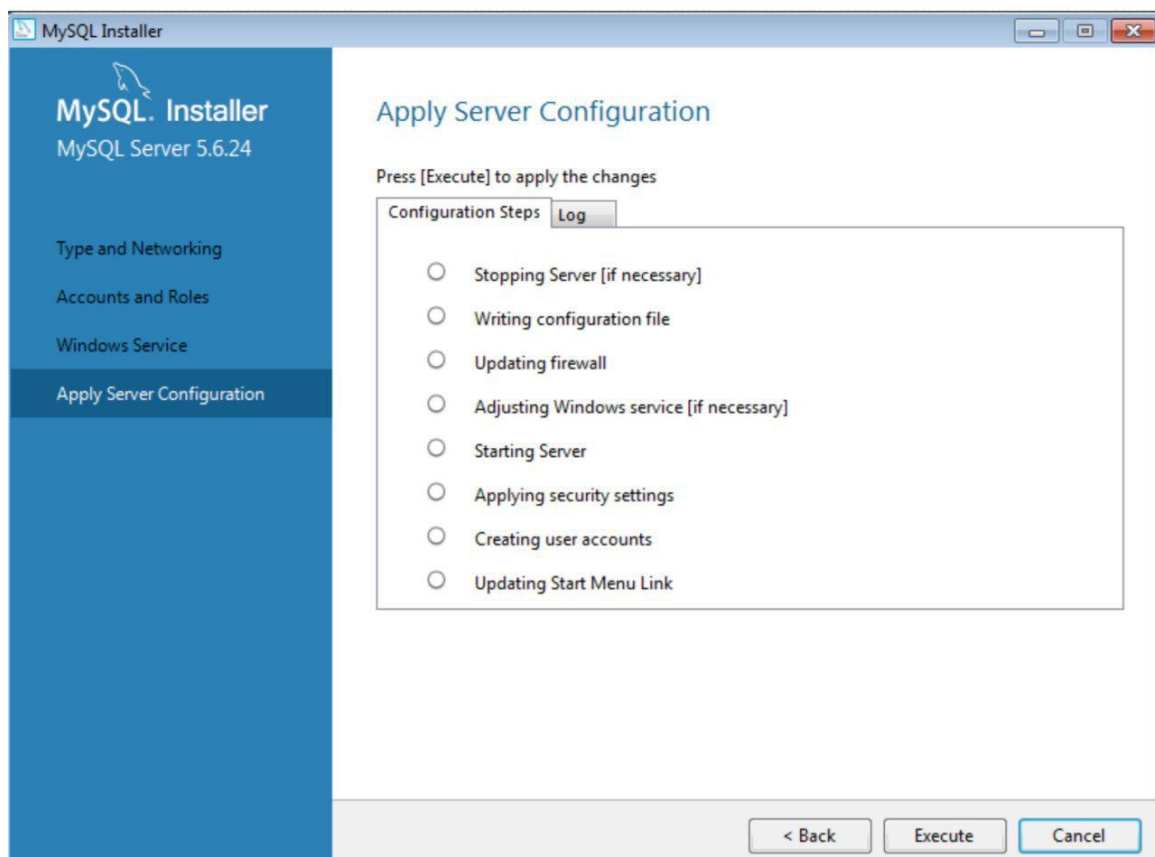 MySQL Installer
MySQL. Installer
MySQL Server 5.6.24
Type and Networking
Accounts and Roles
Windows Service
Apply Server Configuration
Apply Server Configuration
Press [Execute] to apply the changes
Configuration Steps Log
Stopping Server [if necessary]
Writing configuration file
Updating firewall
Adjusting Windows service [if necessary]
Starting Server
Applying security settings
Creating user accounts
Updating Start Menu Link
< Back Execute Cancel